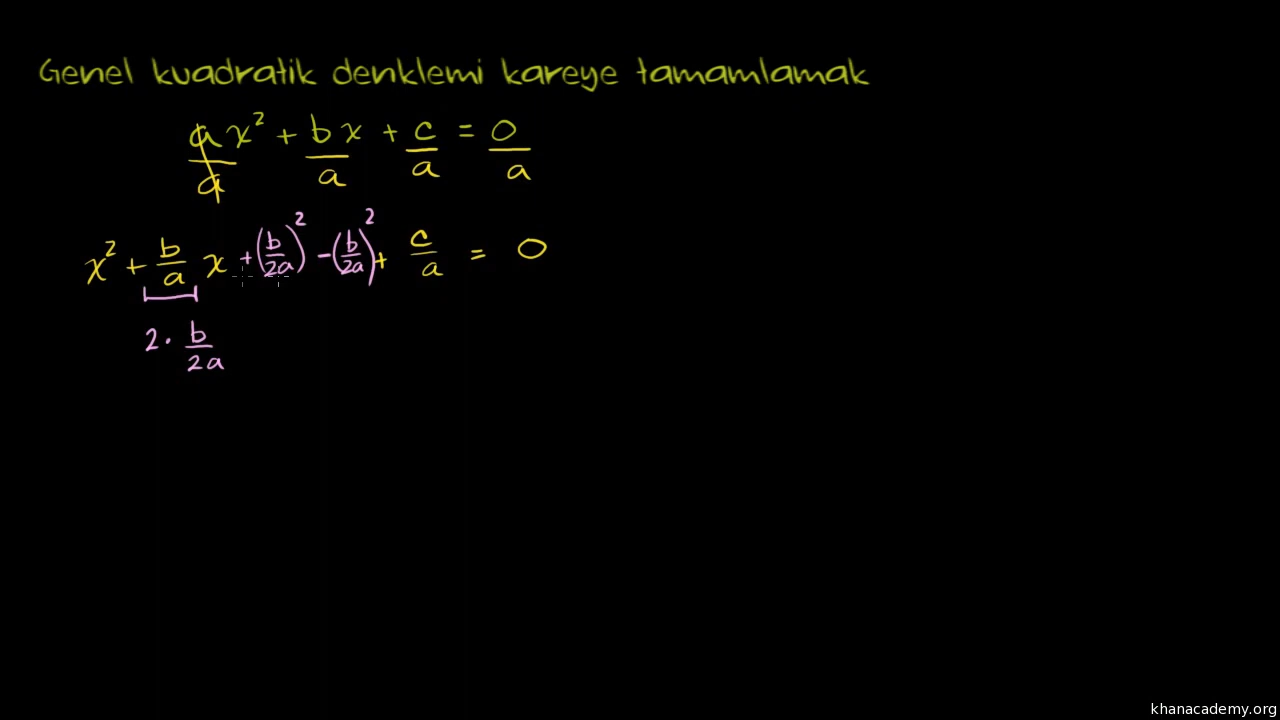 Genel kuadratik denklemi kareye tamamlamak
ax²/a + bx/a + c/a = 0/a
x² + b/a x + (b/2a)² - (b/2a)² + c/a = 0
2 · b/2a
khanacademy.org